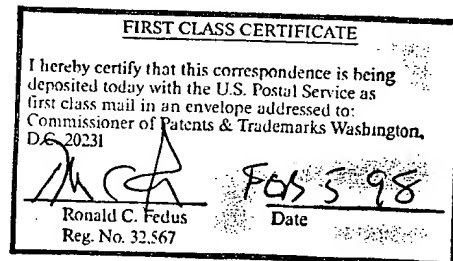 FIRST CLASS CERTIFICATE
I hereby certify that this correspondence is being
deposited today with the U.S. Postal Service as
first class mail in an envelope addressed to:
Commissioner of Patents & Trademarks Washington,
D.C. 20231
Feb 5 98
Ronald C. Fedus
Date
Reg. No. 32,567